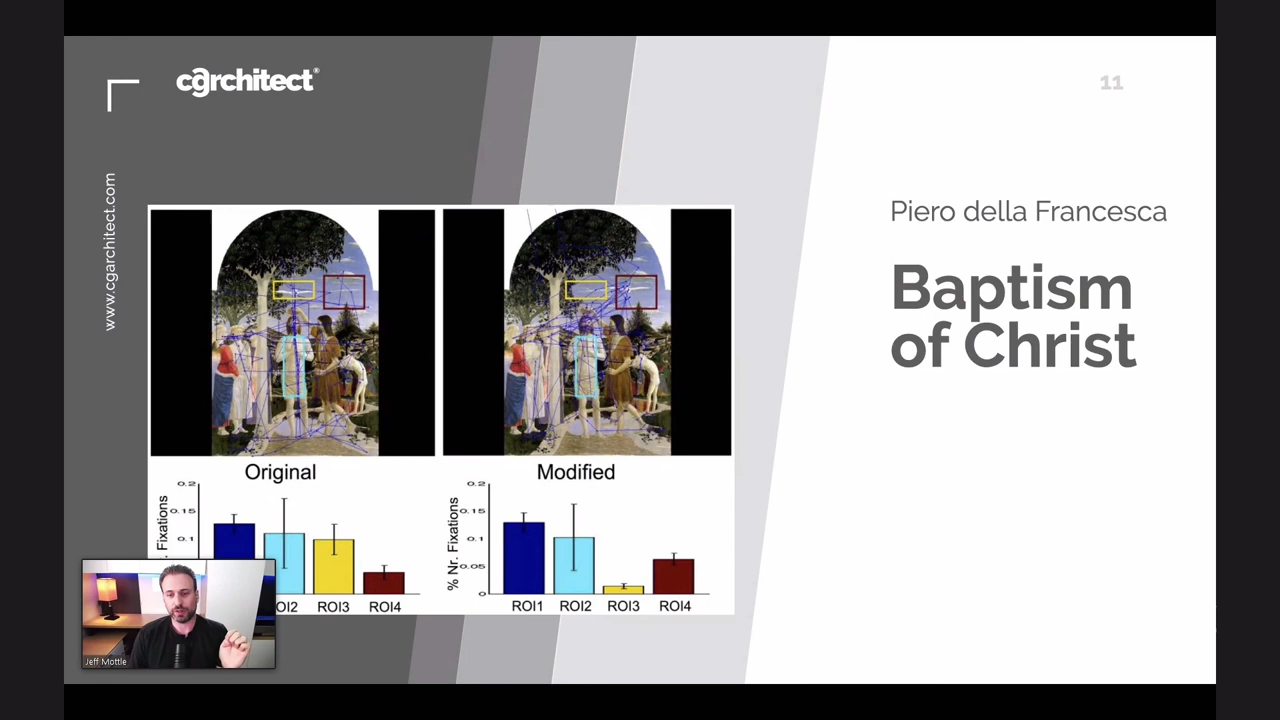 cgarchitect®
11
www.cgarchitect.com
Piero della Francesca
Baptism
of Christ
Original
Modified
0.2
0.15
0.1
. Fixations
OI2
ROI3
ROI4
0.2
0.15
0.1
0.05
0
% Nr. Fixations
ROI1
ROI2
ROI3
ROI4
Jeff Mottle